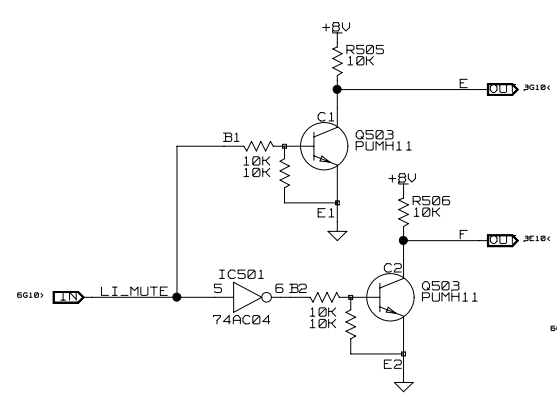 +8V
R505
10K
E
OUT
3G10<
C1
B1
Q503
PUMH11
10K
10K
+8V
E1
R506
10K
F
OUT
3E10<
IC501
C2
6G10>
IN
LI_MUTE
5
6
B2
Q503
PUMH11
74AC04
10K
10K
E2